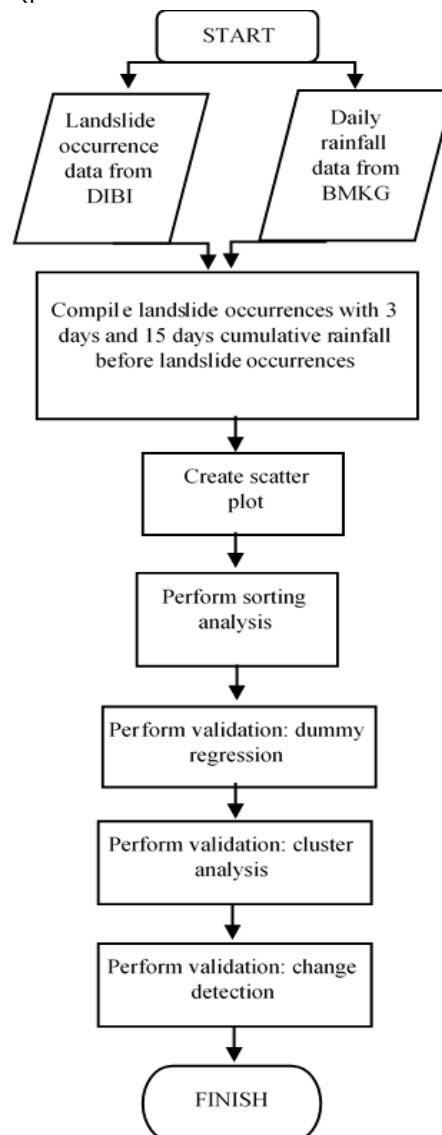 START
Landslide
occurrence
data from
DIBI
Daily
rainfall
data from
BMKG
Compile landslide occurrences with 3
days and 15 days cumulative rainfall
before landslide occurrences
Create scatter
plot
Perform sorting
analysis
Perform validation: dummy
regression
Perform validation: cluster
analysis
Perform validation: change
detection
FINISH